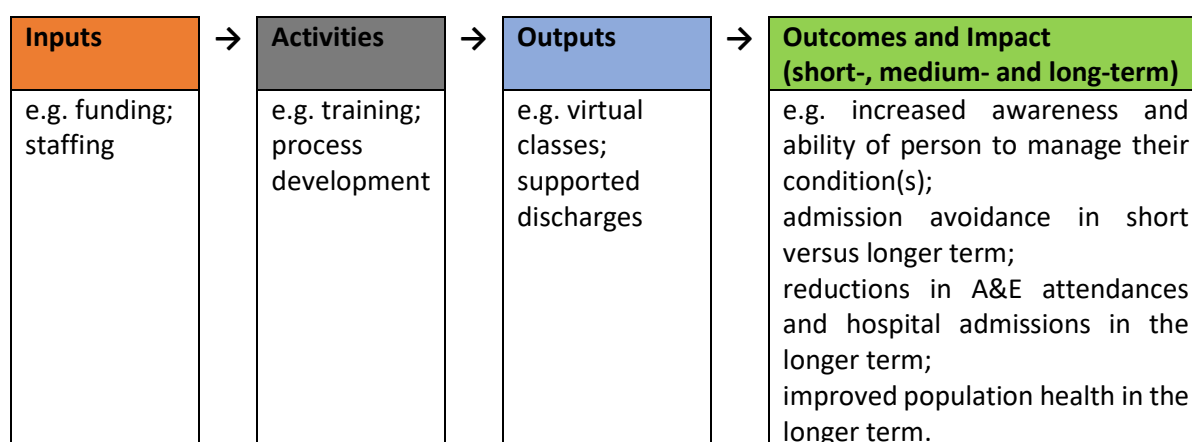 Inputs
→
Activities
→
Outputs
→
Outcomes and Impact
(short-, medium- and long-term)
e.g. funding;
staffing
e.g. training;
process
development
e.g. virtual
classes;
supported
discharges
e.g. increased awareness and
ability of person to manage their
condition(s);
admission avoidance in short
versus longer term;
reductions in A&E attendances
and hospital admissions in the
longer term;
improved population health in the
longer term.